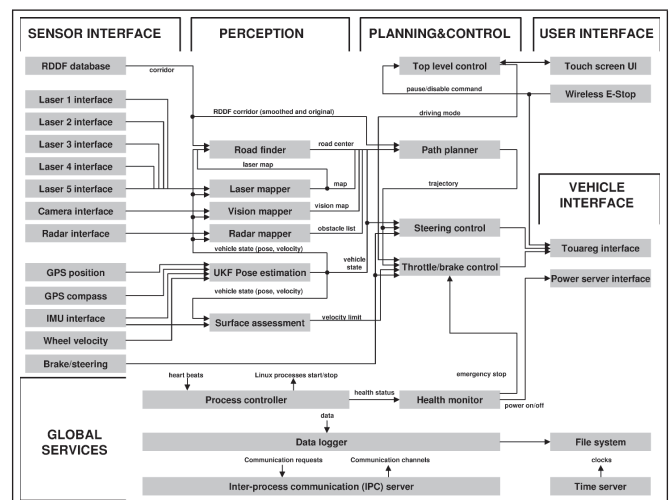 SENSOR INTERFACE
PERCEPTION
PLANNING&CONTROL
USER INTERFACE
RDDF database
Top level control
Touch screen UI
corridor
pause/disable command
Wireless E-Stop
Laser 1 interface
RDDF corridor (smoothed and original)
driving mode
Laser 2 interface
Laser 3 interface
Road finder
road center
Path planner
Laser 4 interface
laser map
Laser 5 interface
Laser mapper
map
trajectory
VEHICLE
INTERFACE
Camera interface
Vision mapper
vision map
Radar interface
Radar mapper
obstacle list
Steering control
vehicle state (pose, velocity)
vehicle
state
Touareg interface
GPS position
UKF Pose estimation
Throttle/brake control
Power server interface
vehicle state (pose, velocity)
GPS compass
IMU interface
Surface assessment
velocity limit
Wheel velocity
Brake/steering
emergency stop
heart beats
Linux processes start/stop
health status
Process controller
Health monitor
power on/off
GLOBAL
SERVICES
data
Data logger
File system
Communication requests
Communication channels
clocks
Inter-process communication (IPC) server
Time server